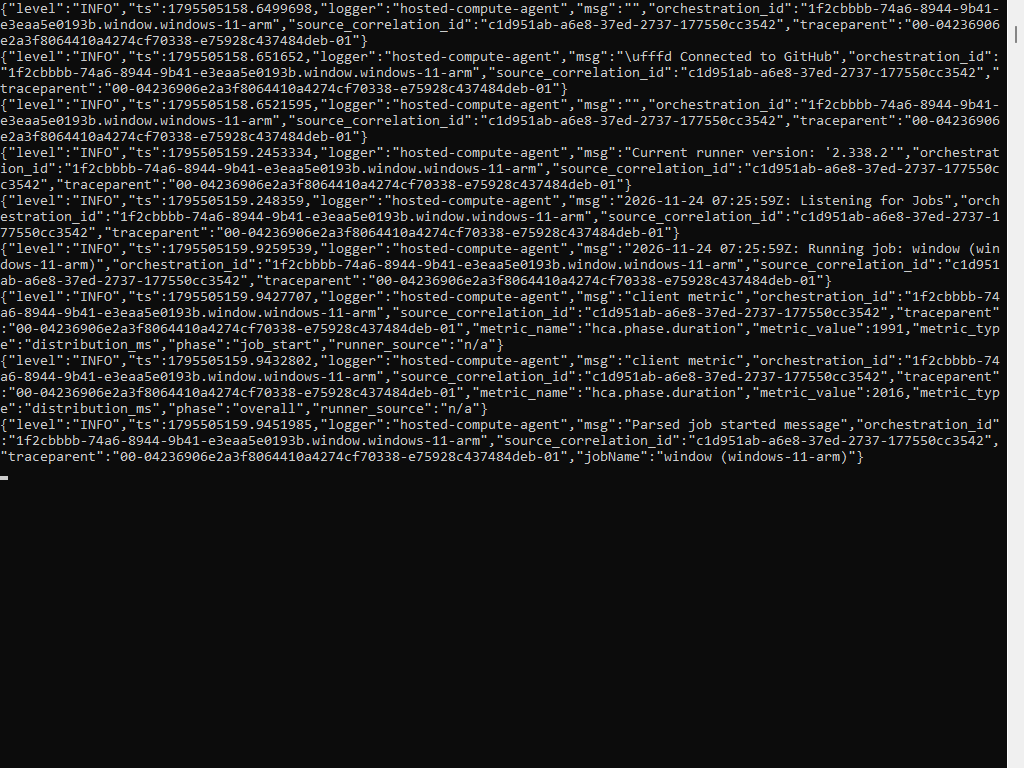 {"level":"INFO","ts":1795505158.6499698,"logger":"hosted-compute-agent","msg":"","orchestration_id":"1f2cbbbb-74a6-8944-9b41-
e3eaa5e0193b.window.windows-11-arm","source_correlation_id":"c1d951ab-a6e8-37ed-2737-177550cc3542","traceparent":"00-04236906
e2a3f8064410a4274cf70338-e75928c437484deb-01"}
{"level":"INFO","ts":1795505158.651652,"logger":"hosted-compute-agent","msg":"\ufffd Connected to GitHub","orchestration_id":
"1f2cbbbb-74a6-8944-9b41-e3eaa5e0193b.window.windows-11-arm","source_correlation_id":"c1d951ab-a6e8-37ed-2737-177550cc3542","
traceparent":"00-04236906e2a3f8064410a4274cf70338-e75928c437484deb-01"}
{"level":"INFO","ts":1795505158.6521595,"logger":"hosted-compute-agent","msg":"","orchestration_id":"1f2cbbbb-74a6-8944-9b41-
e3eaa5e0193b.window.windows-11-arm","source_correlation_id":"c1d951ab-a6e8-37ed-2737-177550cc3542","traceparent":"00-04236906
e2a3f8064410a4274cf70338-e75928c437484deb-01"}
{"level":"INFO","ts":1795505159.2453334,"logger":"hosted-compute-agent","msg":"Current runner version: '2.338.2'","orchestrat
ion_id":"1f2cbbbb-74a6-8944-9b41-e3eaa5e0193b.window.windows-11-arm","source_correlation_id":"c1d951ab-a6e8-37ed-2737-177550c
c3542","traceparent":"00-04236906e2a3f8064410a4274cf70338-e75928c437484deb-01"}
{"level":"INFO","ts":1795505159.248359,"logger":"hosted-compute-agent","msg":"2026-11-24 07:25:59Z: Listening for Jobs","orch
estration_id":"1f2cbbbb-74a6-8944-9b41-e3eaa5e0193b.window.windows-11-arm","source_correlation_id":"c1d951ab-a6e8-37ed-2737-1
77550cc3542","traceparent":"00-04236906e2a3f8064410a4274cf70338-e75928c437484deb-01"}
{"level":"INFO","ts":1795505159.9259539,"logger":"hosted-compute-agent","msg":"2026-11-24 07:25:59Z: Running job: window (win
dows-11-arm)","orchestration_id":"1f2cbbbb-74a6-8944-9b41-e3eaa5e0193b.window.windows-11-arm","source_correlation_id":"c1d951
ab-a6e8-37ed-2737-177550cc3542","traceparent":"00-04236906e2a3f8064410a4274cf70338-e75928c437484deb-01"}
{"level":"INFO","ts":1795505159.9427707,"logger":"hosted-compute-agent","msg":"client metric","orchestration_id":"1f2cbbbb-74
a6-8944-9b41-e3eaa5e0193b.window.windows-11-arm","source_correlation_id":"c1d951ab-a6e8-37ed-2737-177550cc3542","traceparent"
:"00-04236906e2a3f8064410a4274cf70338-e75928c437484deb-01","metric_name":"hca.phase.duration","metric_value":1991,"metric_typ
e":"distribution_ms","phase":"job_start","runner_source":"n/a"}
{"level":"INFO","ts":1795505159.9432802,"logger":"hosted-compute-agent","msg":"client metric","orchestration_id":"1f2cbbbb-74
a6-8944-9b41-e3eaa5e0193b.window.windows-11-arm","source_correlation_id":"c1d951ab-a6e8-37ed-2737-177550cc3542","traceparent"
:"00-04236906e2a3f8064410a4274cf70338-e75928c437484deb-01","metric_name":"hca.phase.duration","metric_value":2016,"metric_typ
e":"distribution_ms","phase":"overall","runner_source":"n/a"}
{"level":"INFO","ts":1795505159.9451985,"logger":"hosted-compute-agent","msg":"Parsed job started message","orchestration_id"
:"1f2cbbbb-74a6-8944-9b41-e3eaa5e0193b.window.windows-11-arm","source_correlation_id":"c1d951ab-a6e8-37ed-2737-177550cc3542",
"traceparent":"00-04236906e2a3f8064410a4274cf70338-e75928c437484deb-01","jobName":"window (windows-11-arm)"}